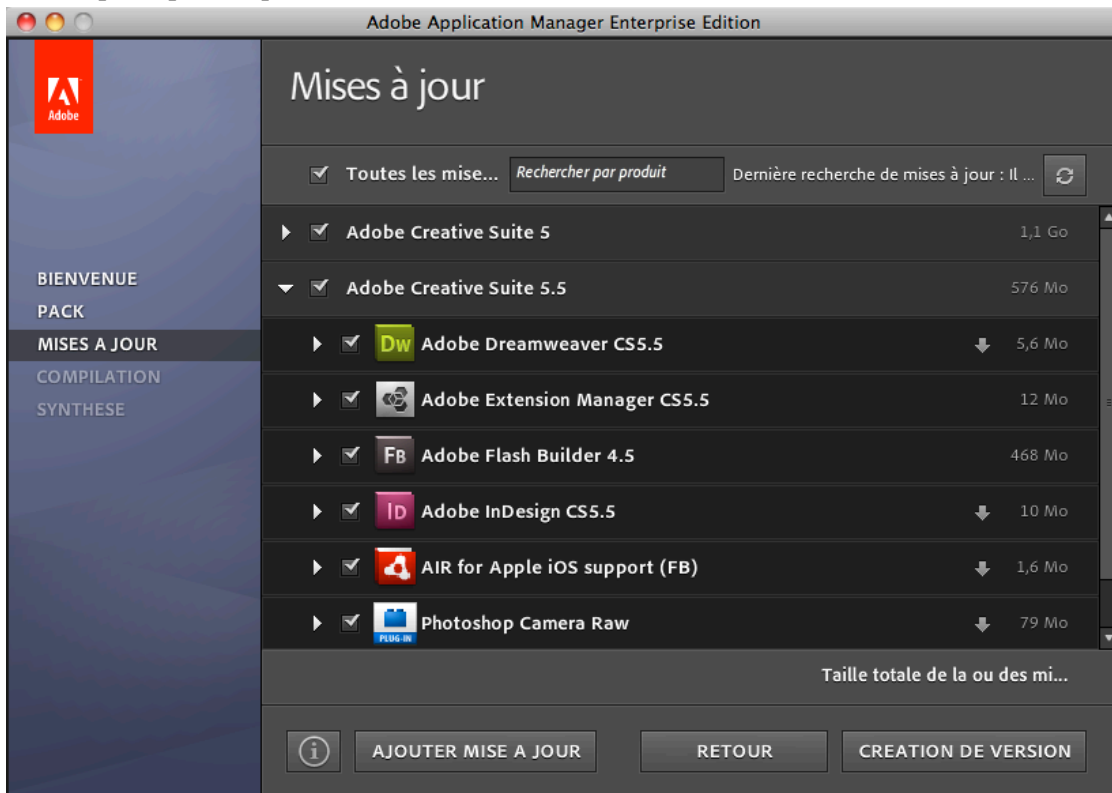 Adobe Application Manager Enterprise Edition
Adobe
Mises à jour
Toutes les mise... Rechercher par produit Dernière recherche de mises à jour : Il ...
Adobe Creative Suite 5 1,1 Go
Adobe Creative Suite 5.5 576 Mo
BIENVENUE
PACK
MISES A JOUR
COMPILATION
SYNTHESE
Dw Adobe Dreamweaver CS5.5 5,6 Mo
Adobe Extension Manager CS5.5 12 Mo
FB Adobe Flash Builder 4.5 468 Mo
ID Adobe InDesign CS5.5 10 Mo
AIR for Apple iOS support (FB) 1,6 Mo
PLUG-IN Photoshop Camera Raw 79 Mo
Taille totale de la ou des mi...
i AJOUTER MISE A JOUR RETOUR CREATION DE VERSION